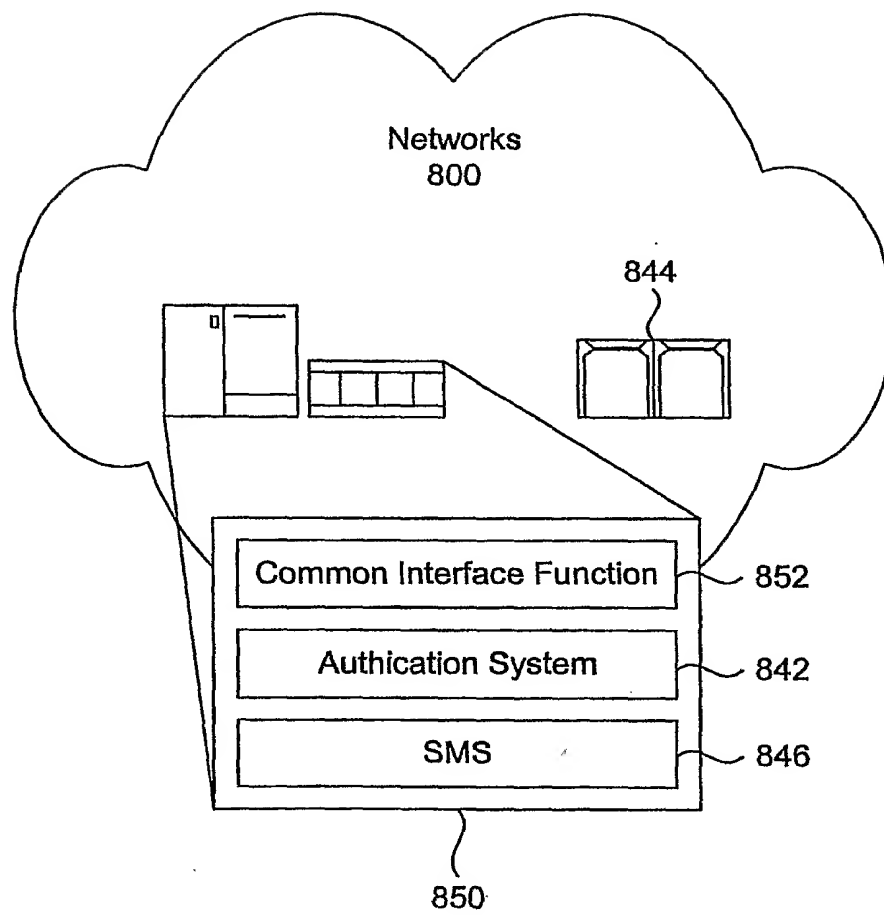 Networks
800
844
Common Interface Function
852
Authication System
842
SMS
846
850